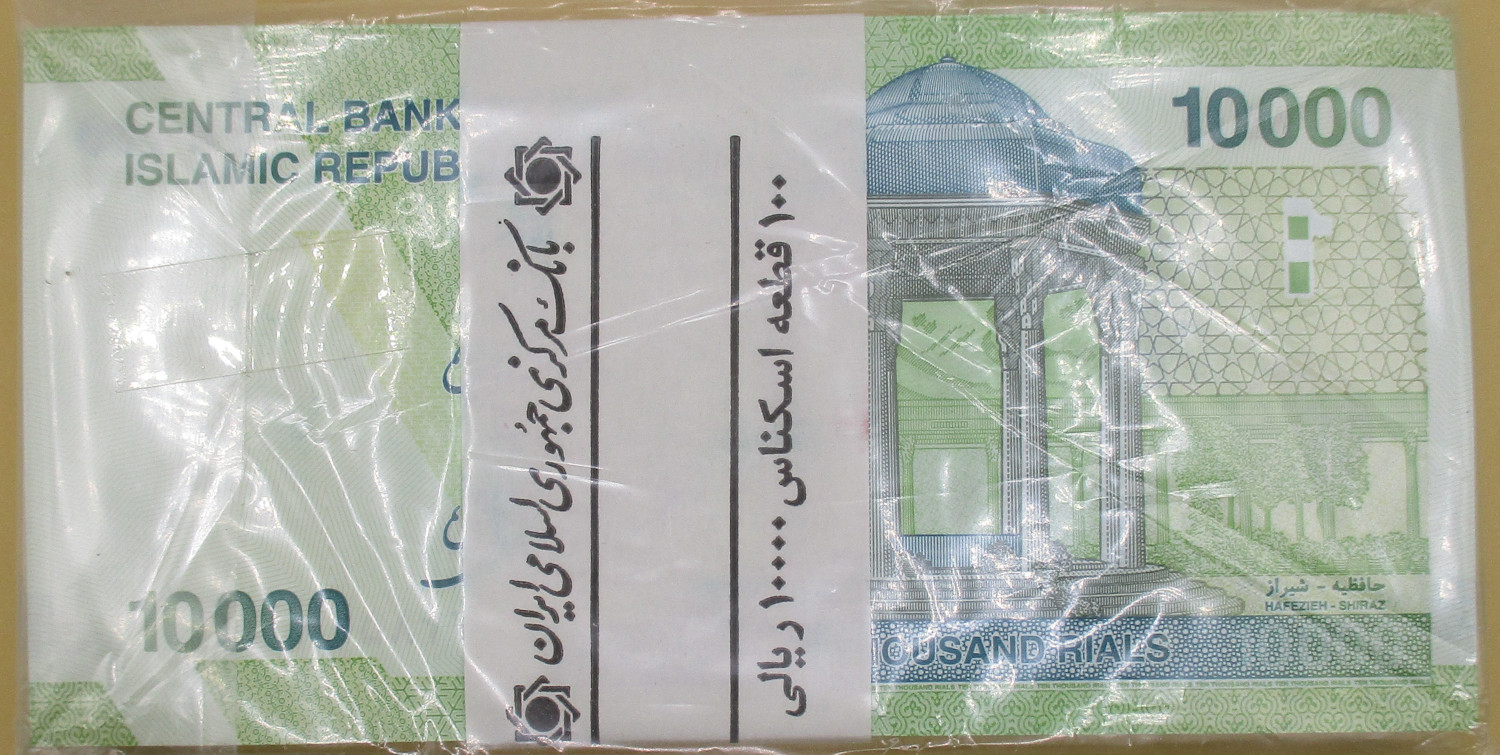 CENTRAL BANK
ISLAMIC REPUB
10000
بانک مرکزی جمهوری اسلامی ایران
۱۰۰ قطعه اسکناس ۱۰۰۰۰ ریالی
10000
حافظیه - شیراز
HAFEZIEH - SHIRAZ
OUSAND RIALS